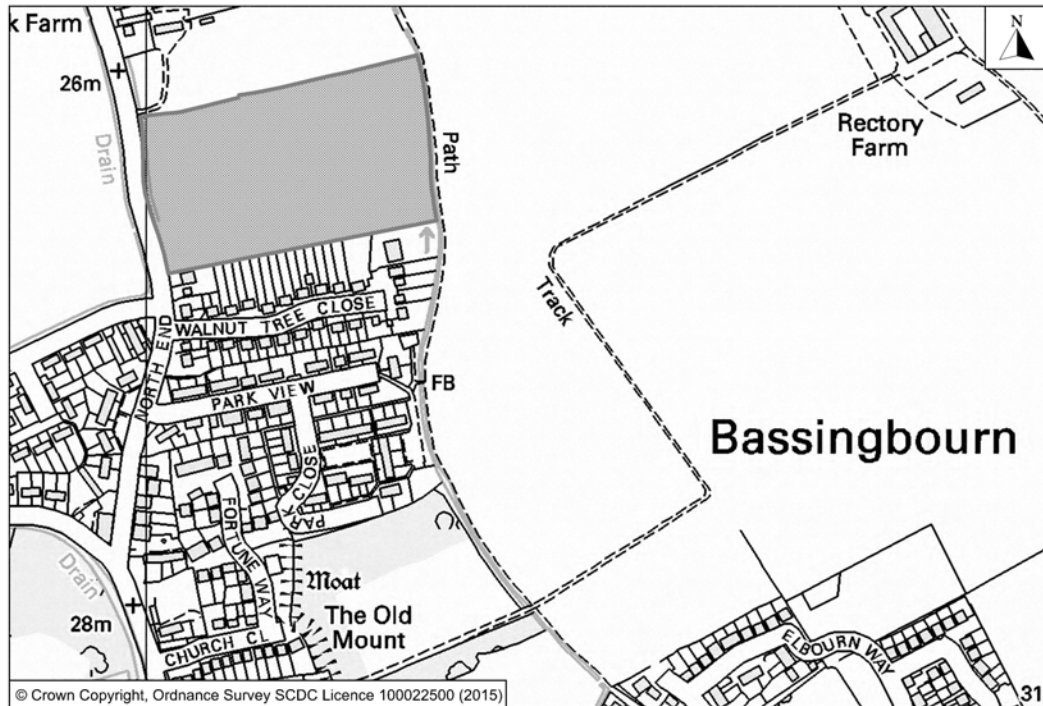 k Farm
N
26m
Drain
Path
Rectory
Farm
Track
WALNUT TREE CLOSE
NORTH END
PARK VIEW
FB
Bassingbourn
PARK CLOSE
FORTUNE WAY
Drain
Moat
The Old
Mount
28m
CHURCH CL
ELBOURN WAY
31
© Crown Copyright, Ordnance Survey SCDC Licence 100022500 (2015)